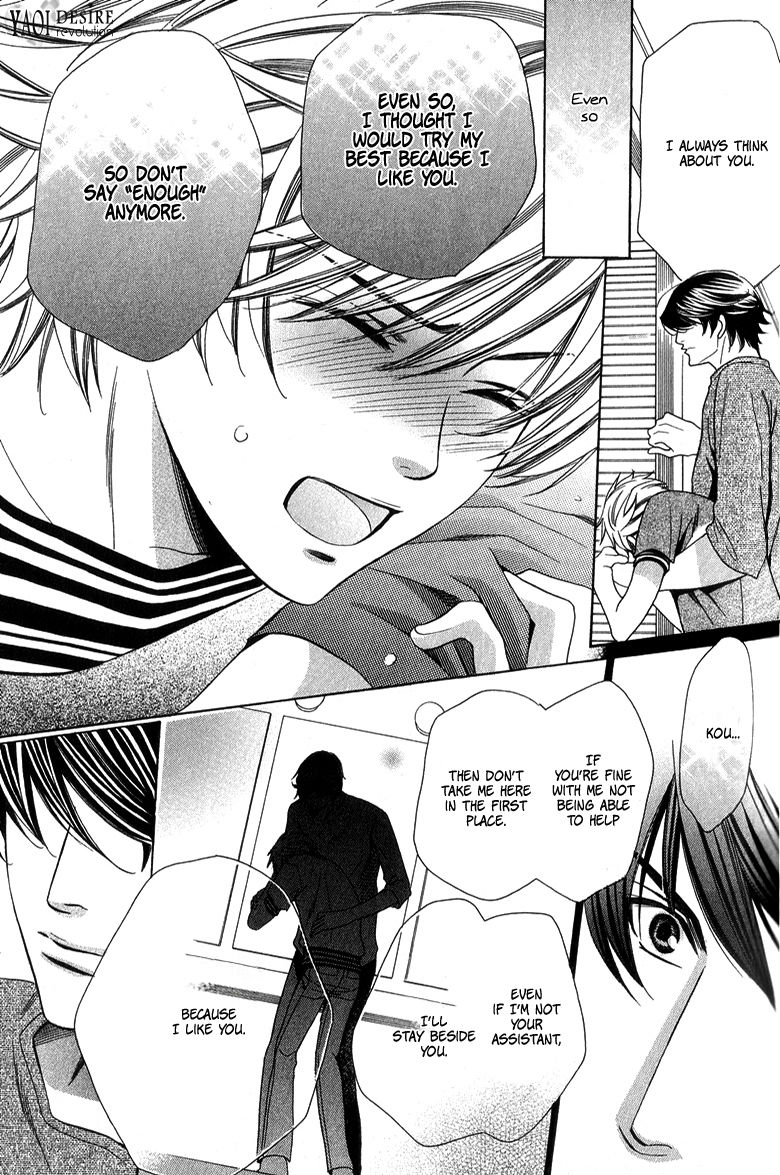 YAOI DESIRE
revolution
I ALWAYS THINK
ABOUT YOU.
Even
so
EVEN SO,
I THOUGHT I
WOULD TRY MY
BEST BECAUSE I
LIKE YOU.
SO DON'T
SAY "ENOUGH"
ANYMORE.
KOU...
IF
YOU'RE FINE
WITH ME NOT
BEING ABLE
TO HELP
THEN DON'T
TAKE ME HERE
IN THE FIRST
PLACE.
EVEN
IF I'M NOT
YOUR
ASSISTANT,
I'LL
STAY BESIDE
YOU.
BECAUSE
I LIKE YOU.